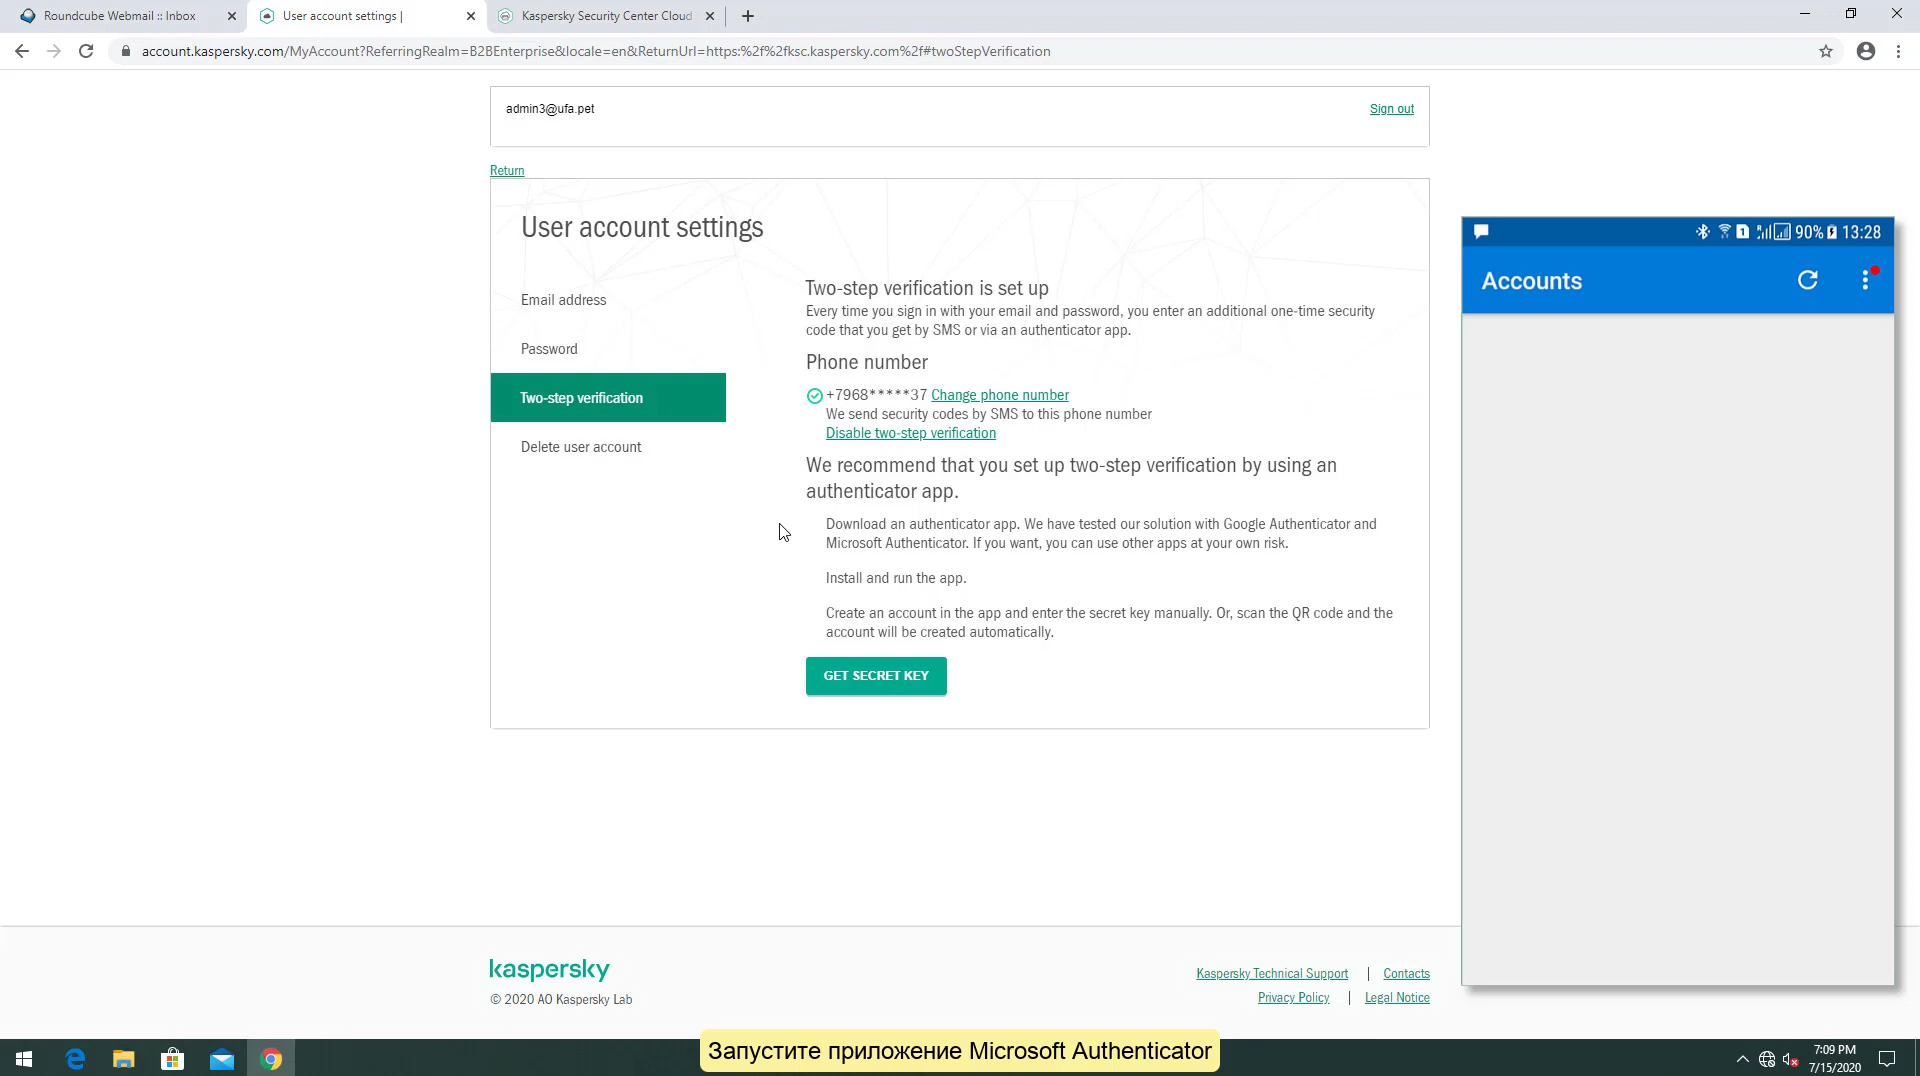 Roundcube Webmail :: Inbox
User account settings |
Kaspersky Security Center Cloud
account.kaspersky.com/MyAccount?ReferringRealm=B2BEnterprise&locale=en&ReturnUrl=https:%2f%2fksc.kaspersky.com%2f#twoStepVerification
admin3@ufa.pet
Sign out
Return
User account settings
Email address
Password
Two-step verification
Delete user account
Two-step verification is set up
Every time you sign in with your email and password, you enter an additional one-time security
code that you get by SMS or via an authenticator app.
Phone number
+7968*****37 Change phone number
We send security codes by SMS to this phone number
Disable two-step verification
We recommend that you set up two-step verification by using an
authenticator app.
Download an authenticator app. We have tested our solution with Google Authenticator and
Microsoft Authenticator. If you want, you can use other apps at your own risk.
Install and run the app.
Create an account in the app and enter the secret key manually. Or, scan the QR code and the
account will be created automatically.
GET SECRET KEY
90% 13:28
Accounts
kaspersky
© 2020 AO Kaspersky Lab
Kaspersky Technical Support | Contacts
Privacy Policy | Legal Notice
Запустите приложение Microsoft Authenticator
7:09 PM
7/15/2020